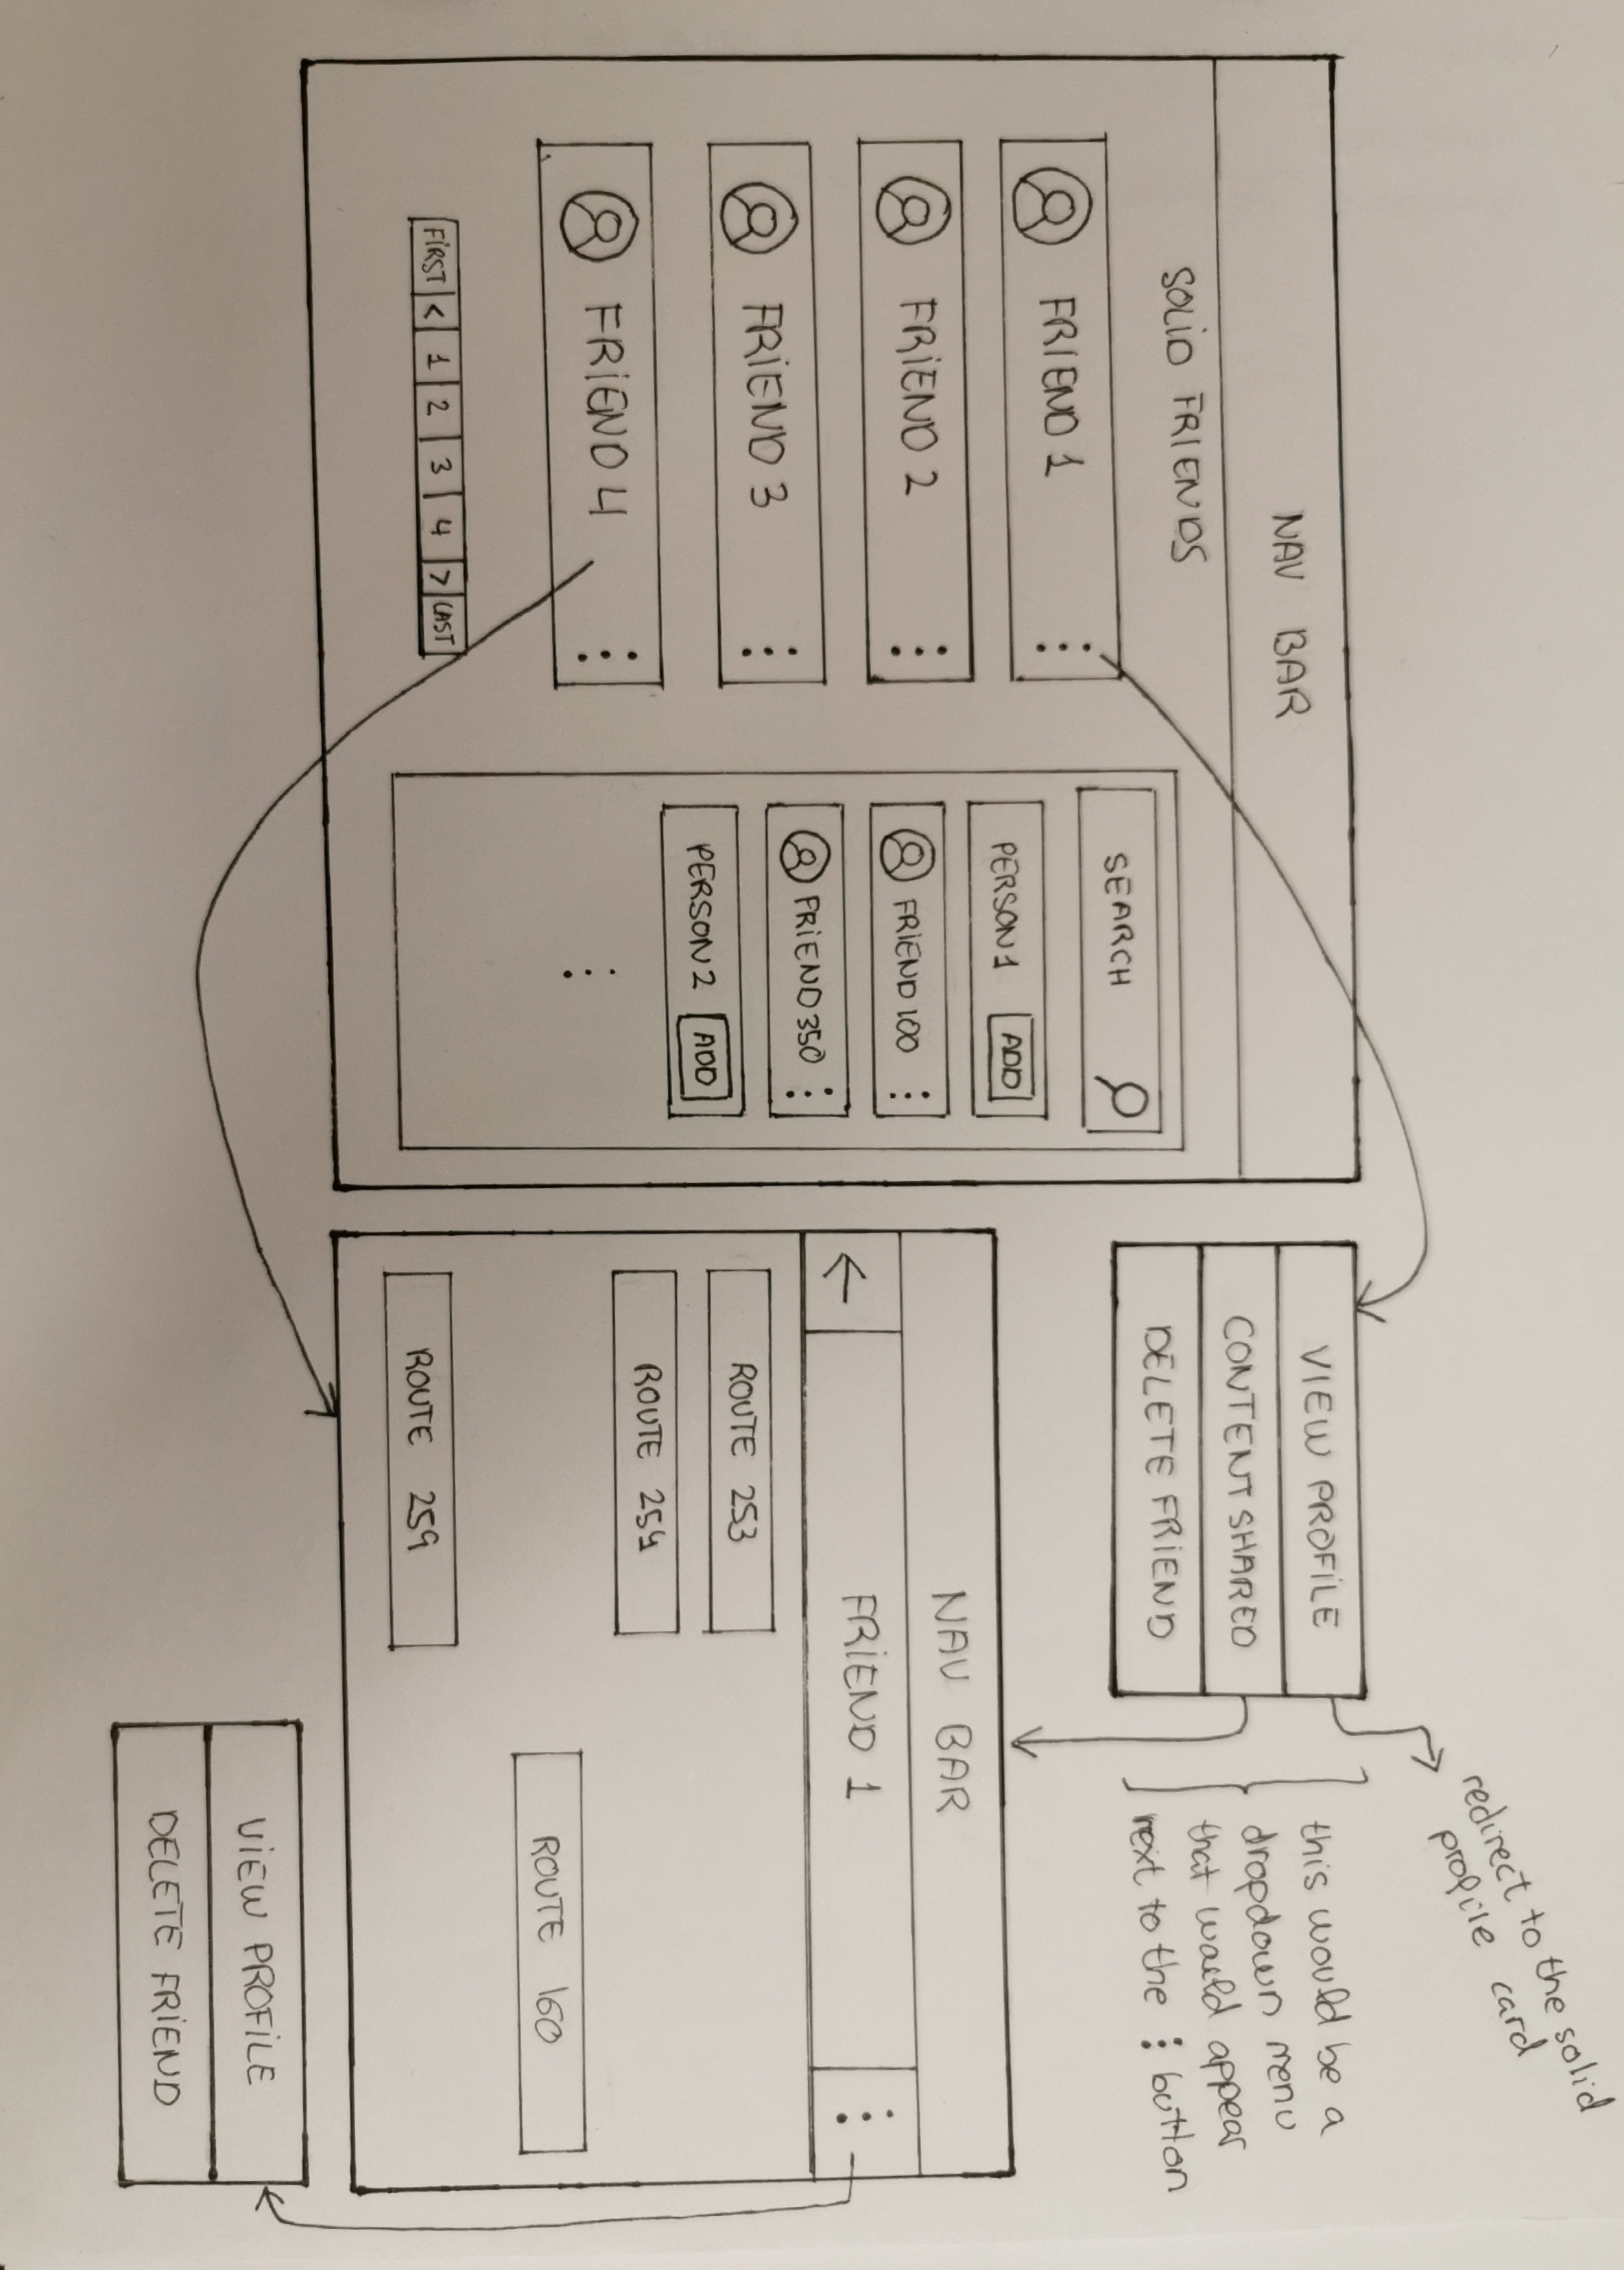 redirect to the solid
profile card
NAV BAR
SOLID FRIENDS
FRIEND 1
FRIEND 2
FRIEND 3
FRIEND 4
FIRST < 1 2 3 4 > LAST
SEARCH
PERSON 1 ADD
FRIEND 100
FRIEND 350
PERSON 2 ADD
VIEW PROFILE
CONTENT SHARED
DELETE FRIEND
this would be a
dropdown menu
that would appear
next to the ⋮ button
NAV BAR
← FRIEND 1
ROUTE 253
ROUTE 254
ROUTE 160
ROUTE 259
VIEW PROFILE
DELETE FRIEND